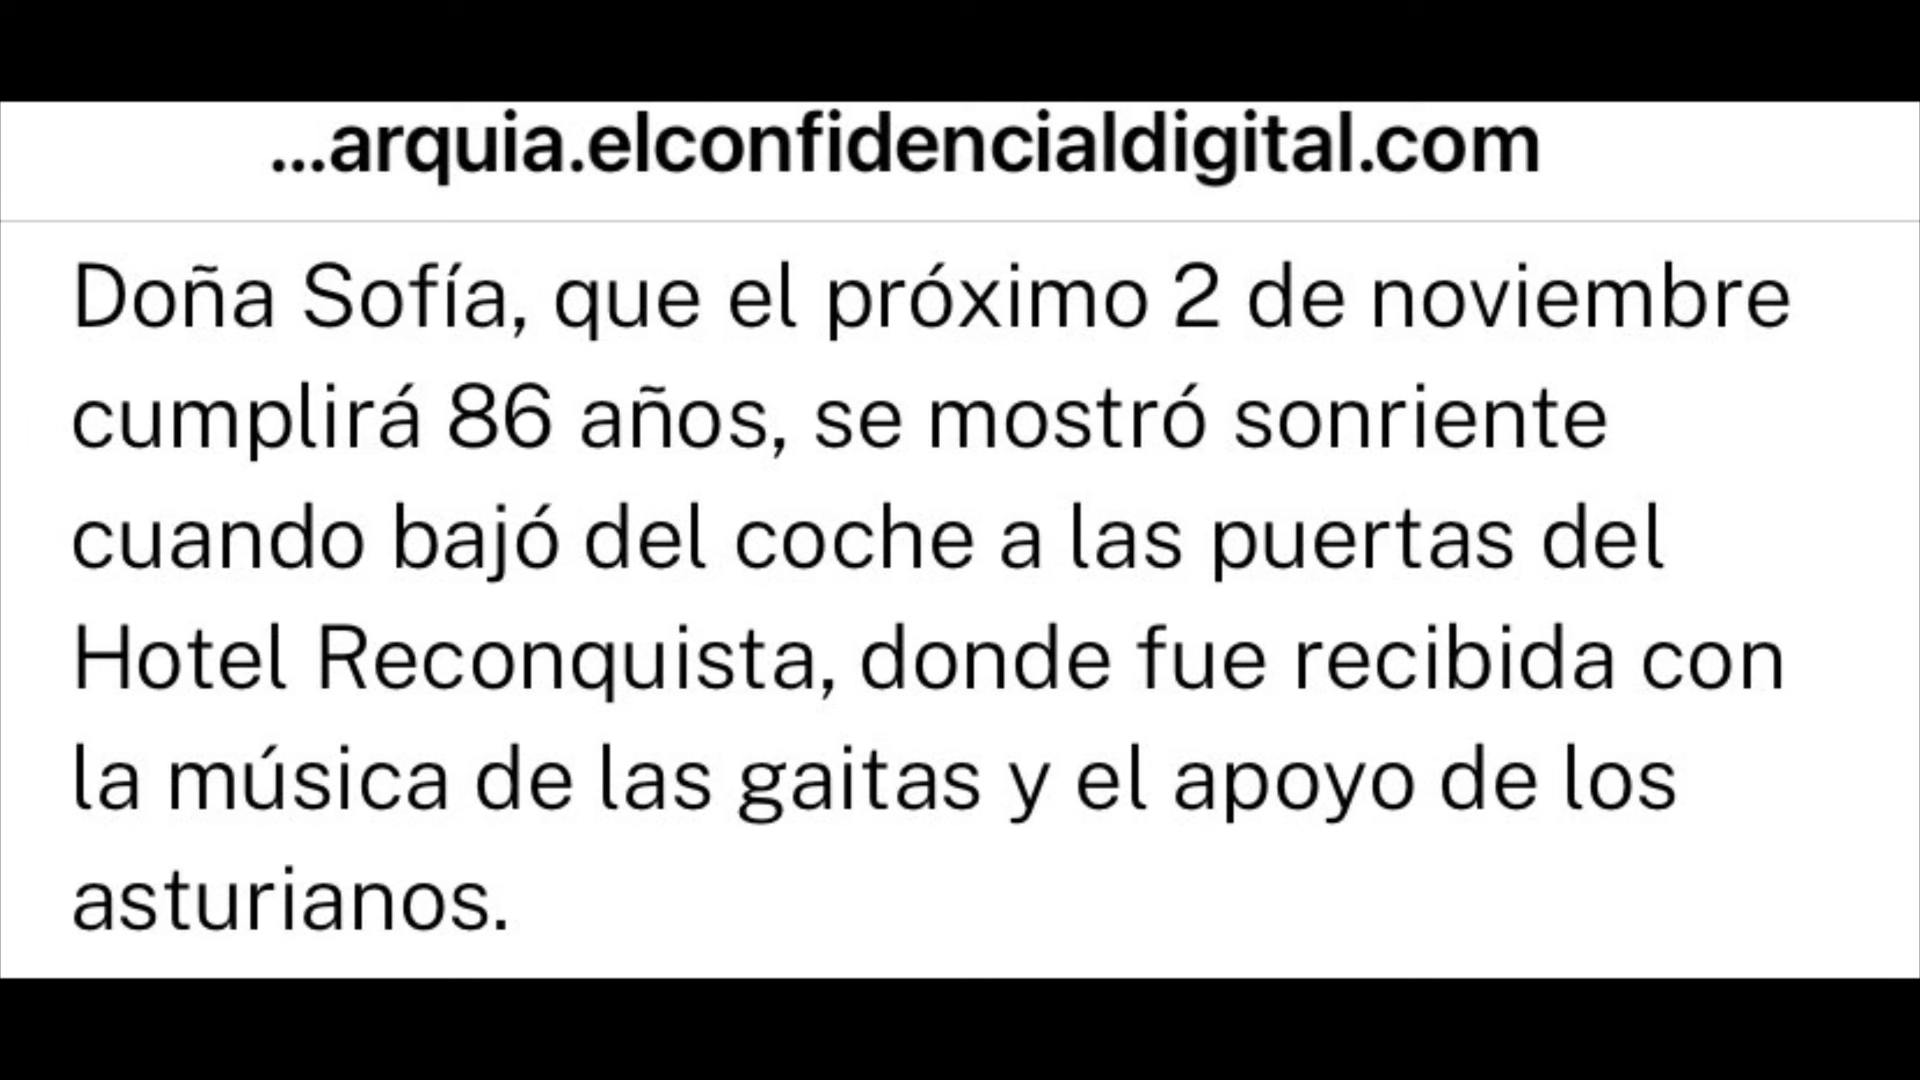 ...arquia.elconfidencialdigital.com
Doña Sofía, que el próximo 2 de noviembre
cumplirá 86 años, se mostró sonriente
cuando bajó del coche a las puertas del
Hotel Reconquista, donde fue recibida con
la música de las gaitas y el apoyo de los
asturianos.